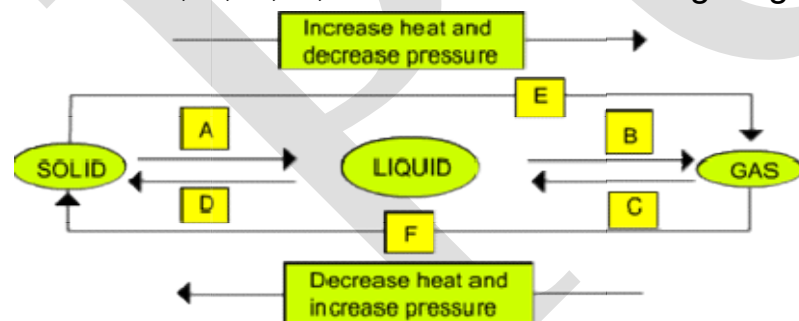 Increase heat and
decrease pressure
E
A
B
SOLID
LIQUID
GAS
D
C
F
Decrease heat and
increase pressure